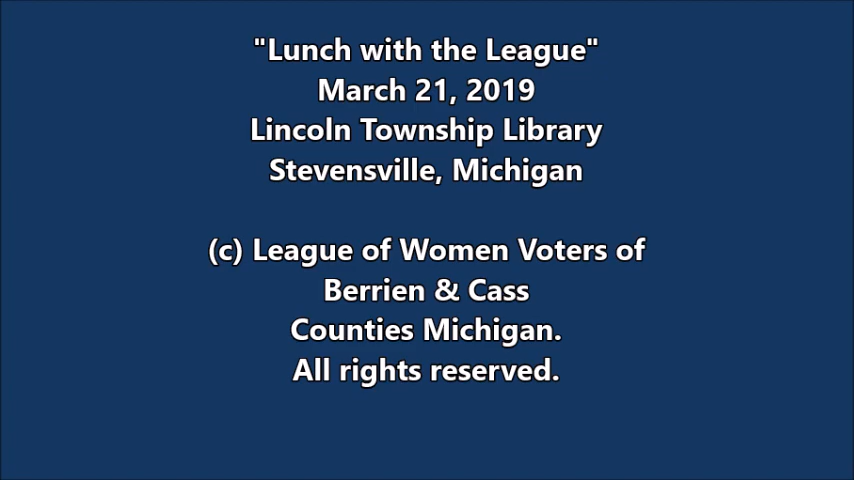 "Lunch with the League"
March 21, 2019
Lincoln Township Library
Stevensville, Michigan
(c) League of Women Voters of
Berrien & Cass
Counties Michigan.
All rights reserved.